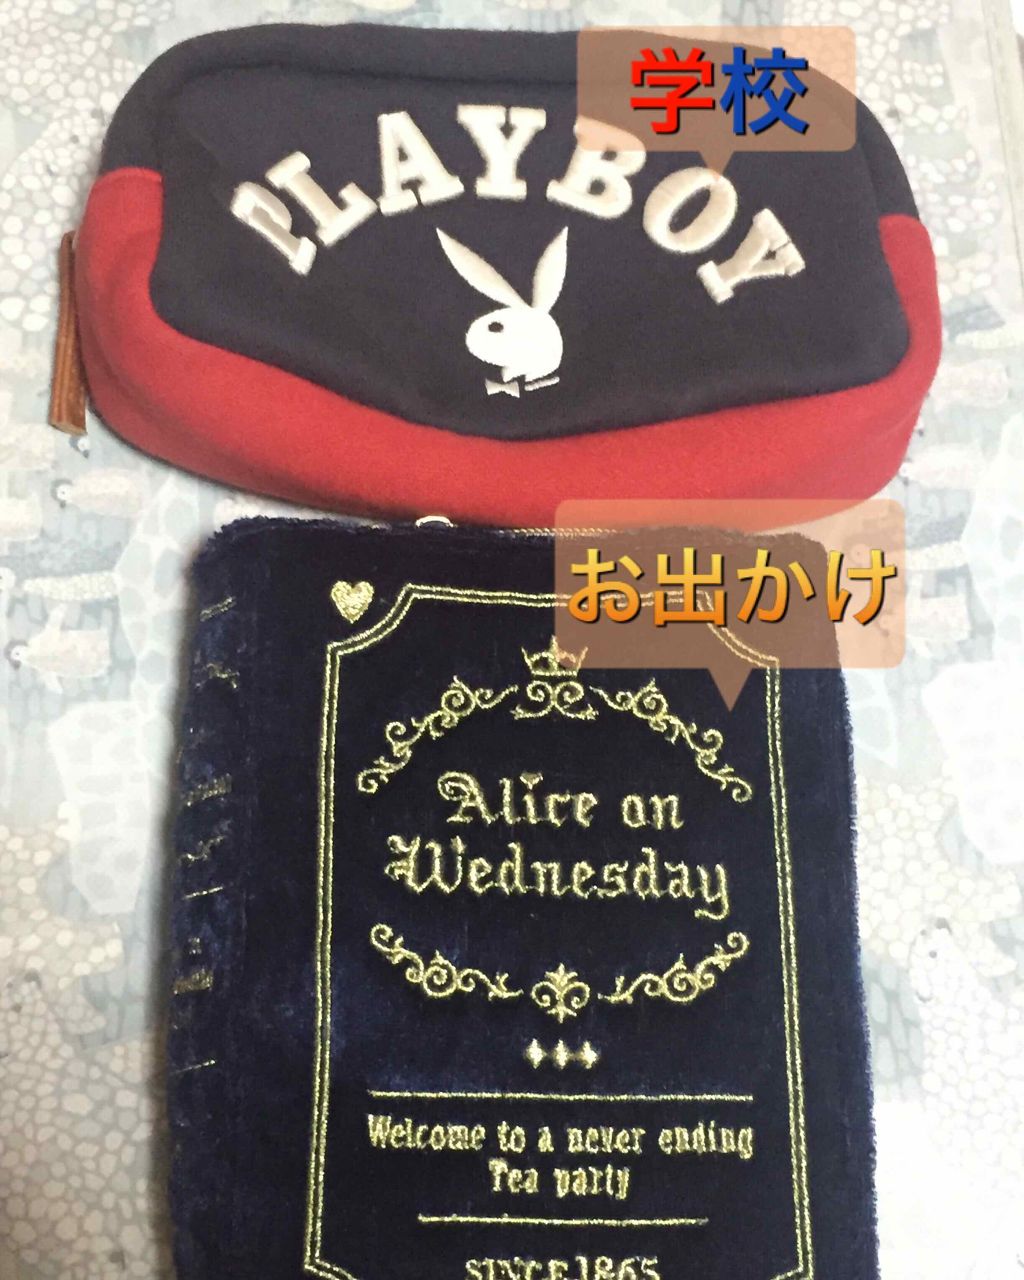 学校
PLAYBOY
お出かけ
Alice on
Wednesday
Welcome to a never ending
Tea party
SINCE 1865